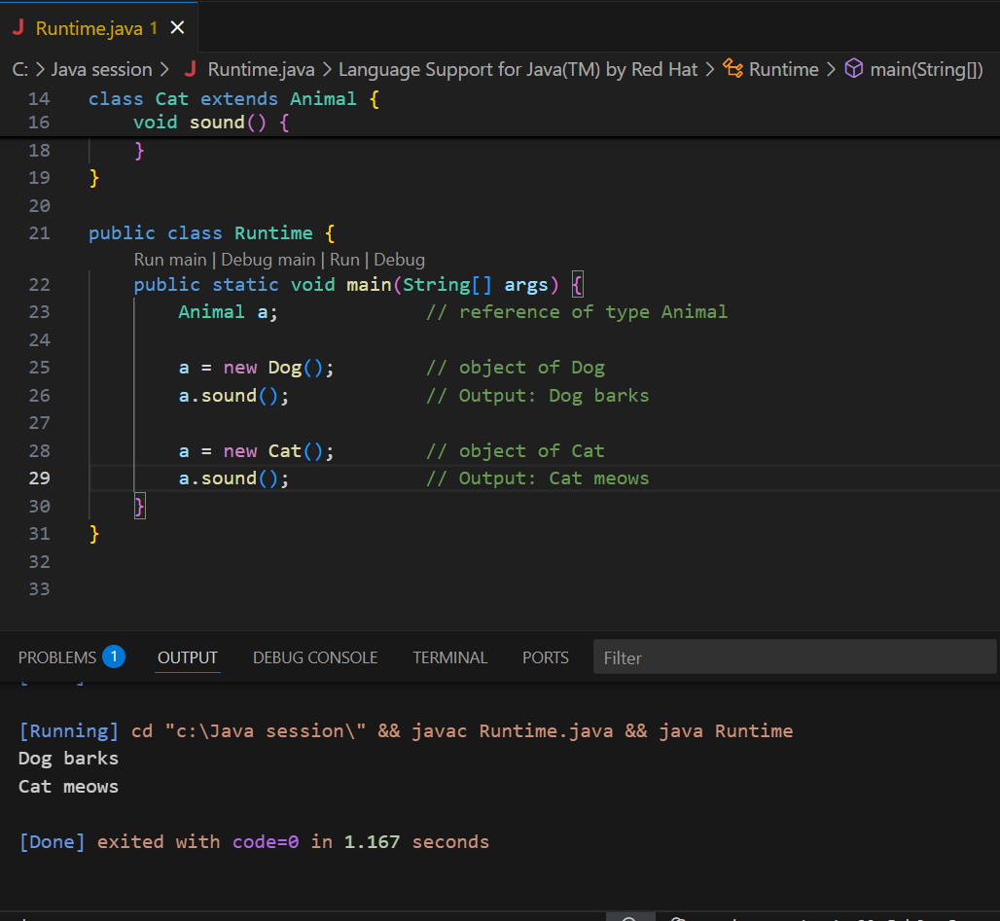 J Runtime.java 1 ×
C: > Java session > J Runtime.java > Language Support for Java(TM) by Red Hat > Runtime > main(String[])
14 class Cat extends Animal {
16 void sound() {
18 }
19 }
20
21 public class Runtime {
Run main | Debug main | Run | Debug
22 public static void main(String[] args) {
23 Animal a; // reference of type Animal
24
25 a = new Dog(); // object of Dog
26 a.sound(); // Output: Dog barks
27
28 a = new Cat(); // object of Cat
29 a.sound(); // Output: Cat meows
30 }
31 }
32
33
PROBLEMS 1 OUTPUT DEBUG CONSOLE TERMINAL PORTS Filter
[Running] cd "c:\Java session\" && javac Runtime.java && java Runtime
Dog barks
Cat meows
[Done] exited with code=0 in 1.167 seconds